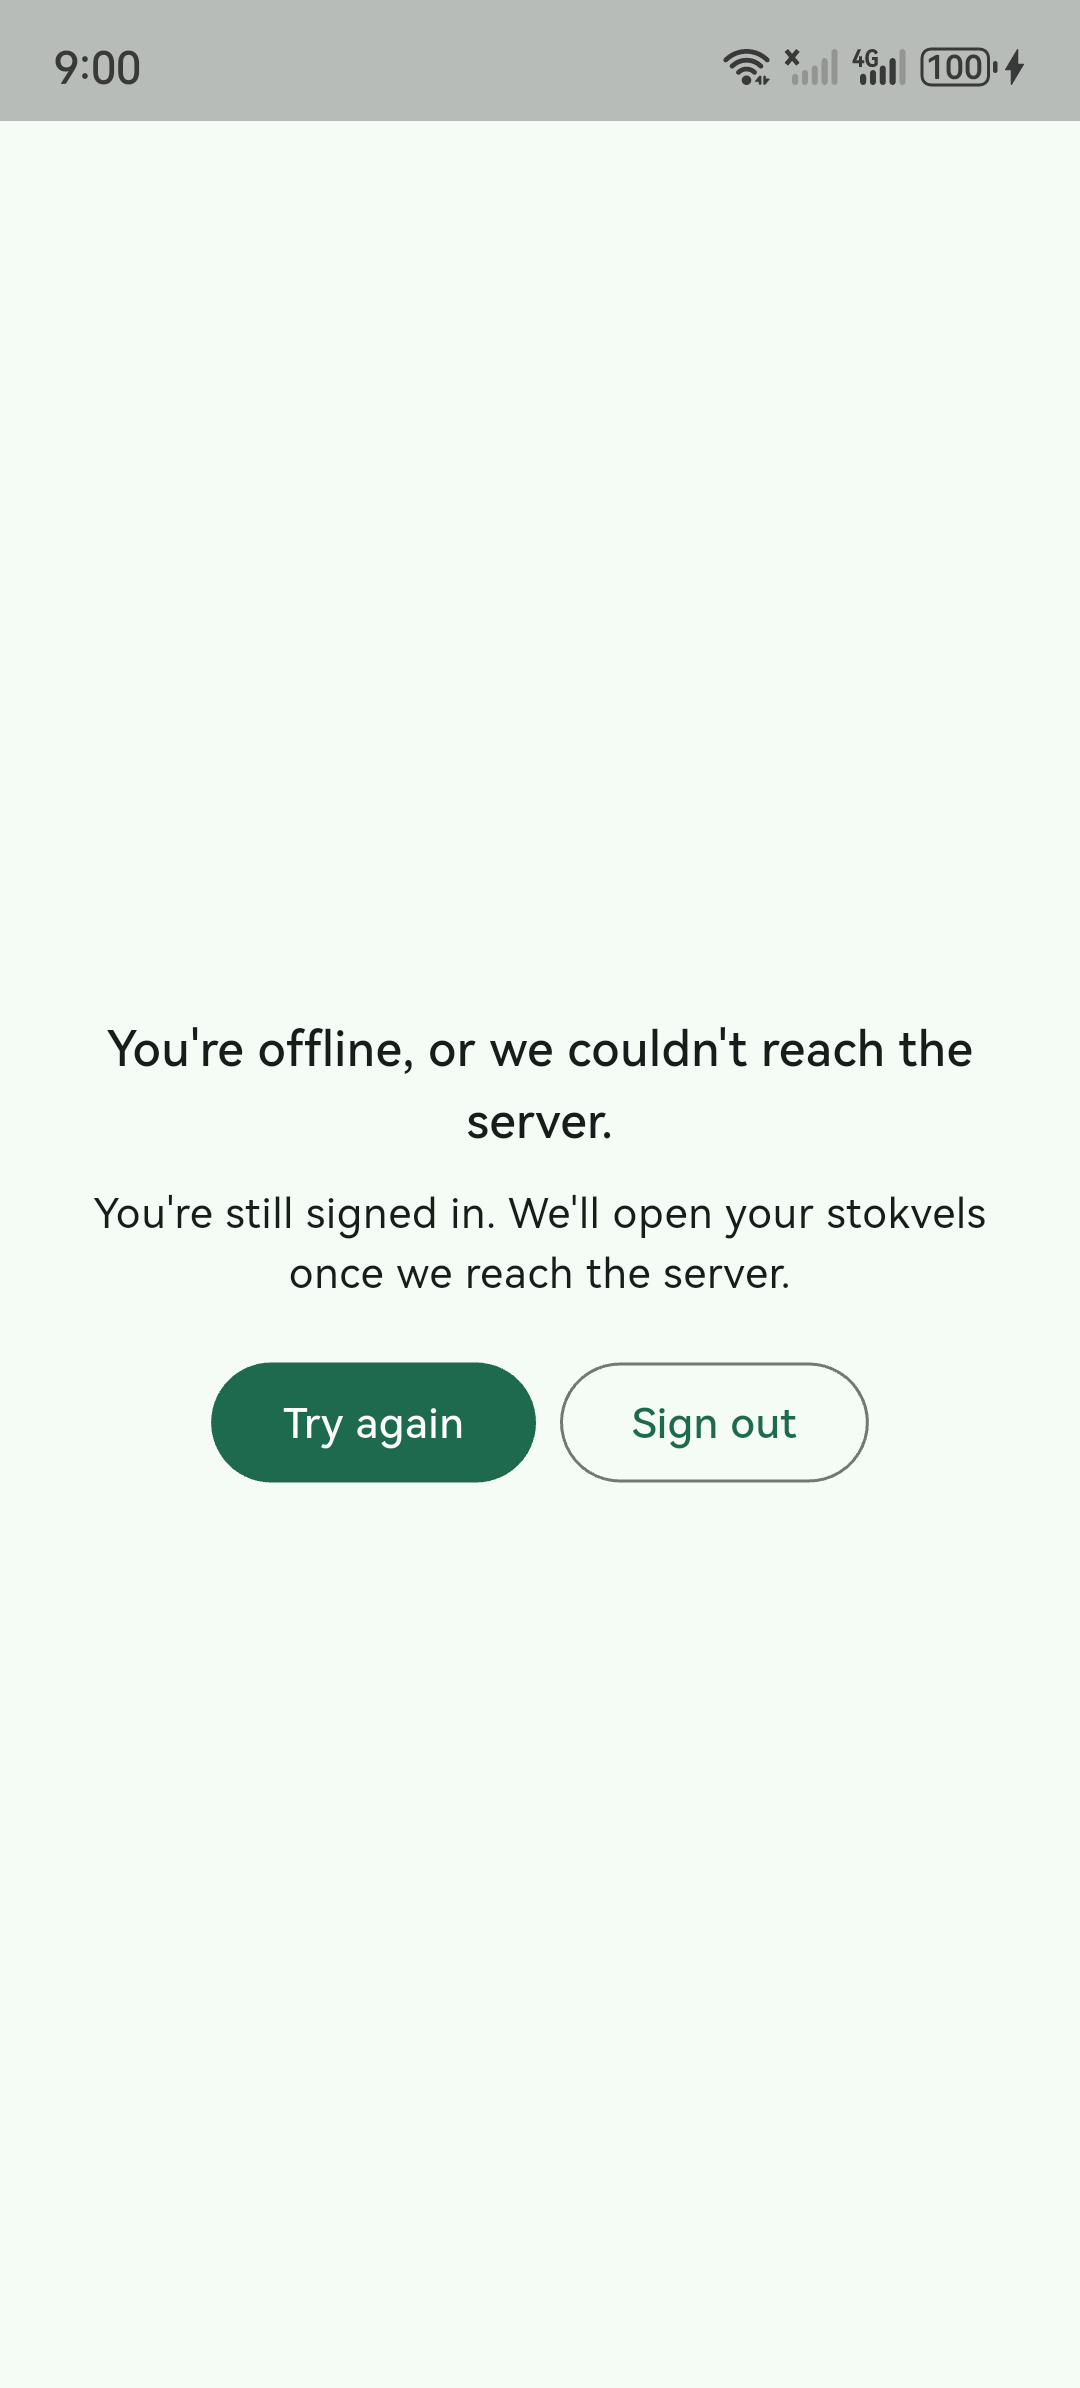 9:00
4G
100
You're offline, or we couldn't reach the
server.
You're still signed in. We'll open your stokvels
once we reach the server.
Try again
Sign out